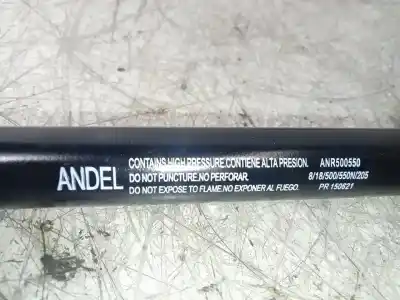 ANDEL
CONTAINS HIGH PRESSURE.CONTIENE ALTA PRESION.
DO NOT PUNCTURE.NO PERFORAR.
DO NOT EXPOSE TO FLAME.NO EXPONER AL FUEGO.
ANR500550
8/18/500/550N/205
PR 150621